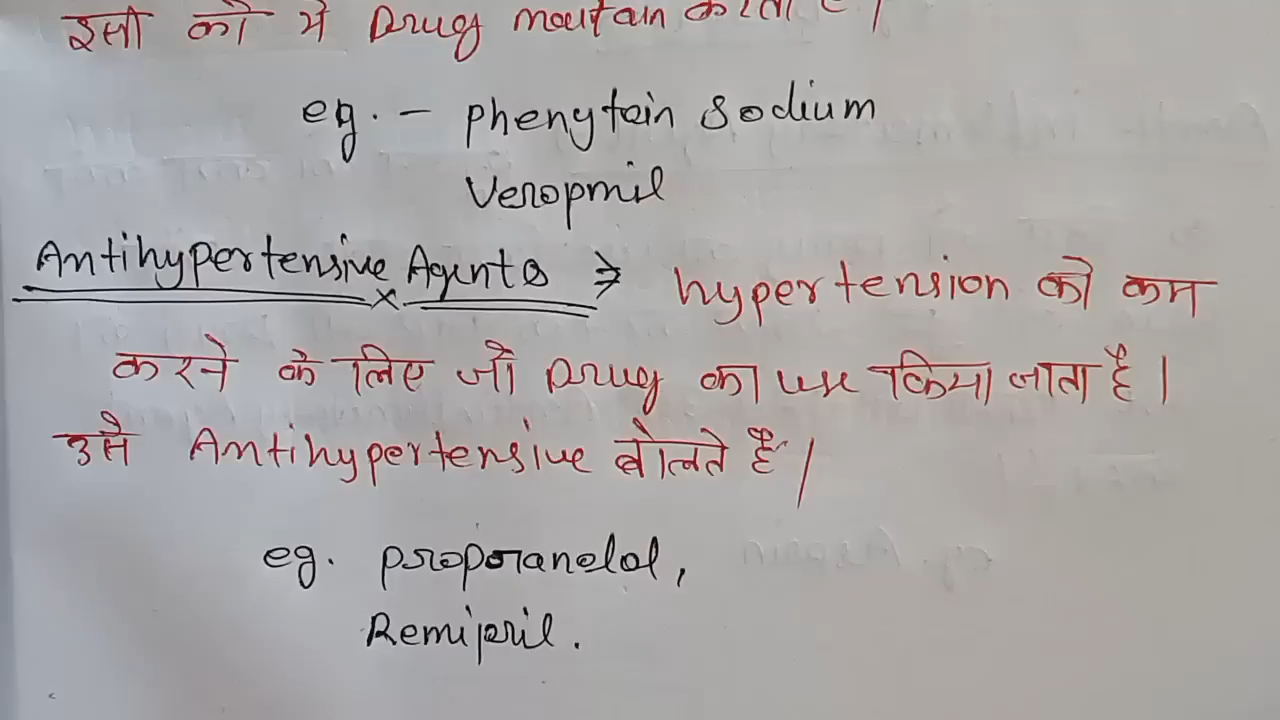 इसी को ये Drug moutain करता है।
eg. - phenytoin sodium
Veropmil
Antihypertensive Agents ⇒ hypertension को कम
करने के लिए जो Drug का use किया जाता है।
उसे Antihypertensive बोलते है।
eg. proporanolol,
Remipril.